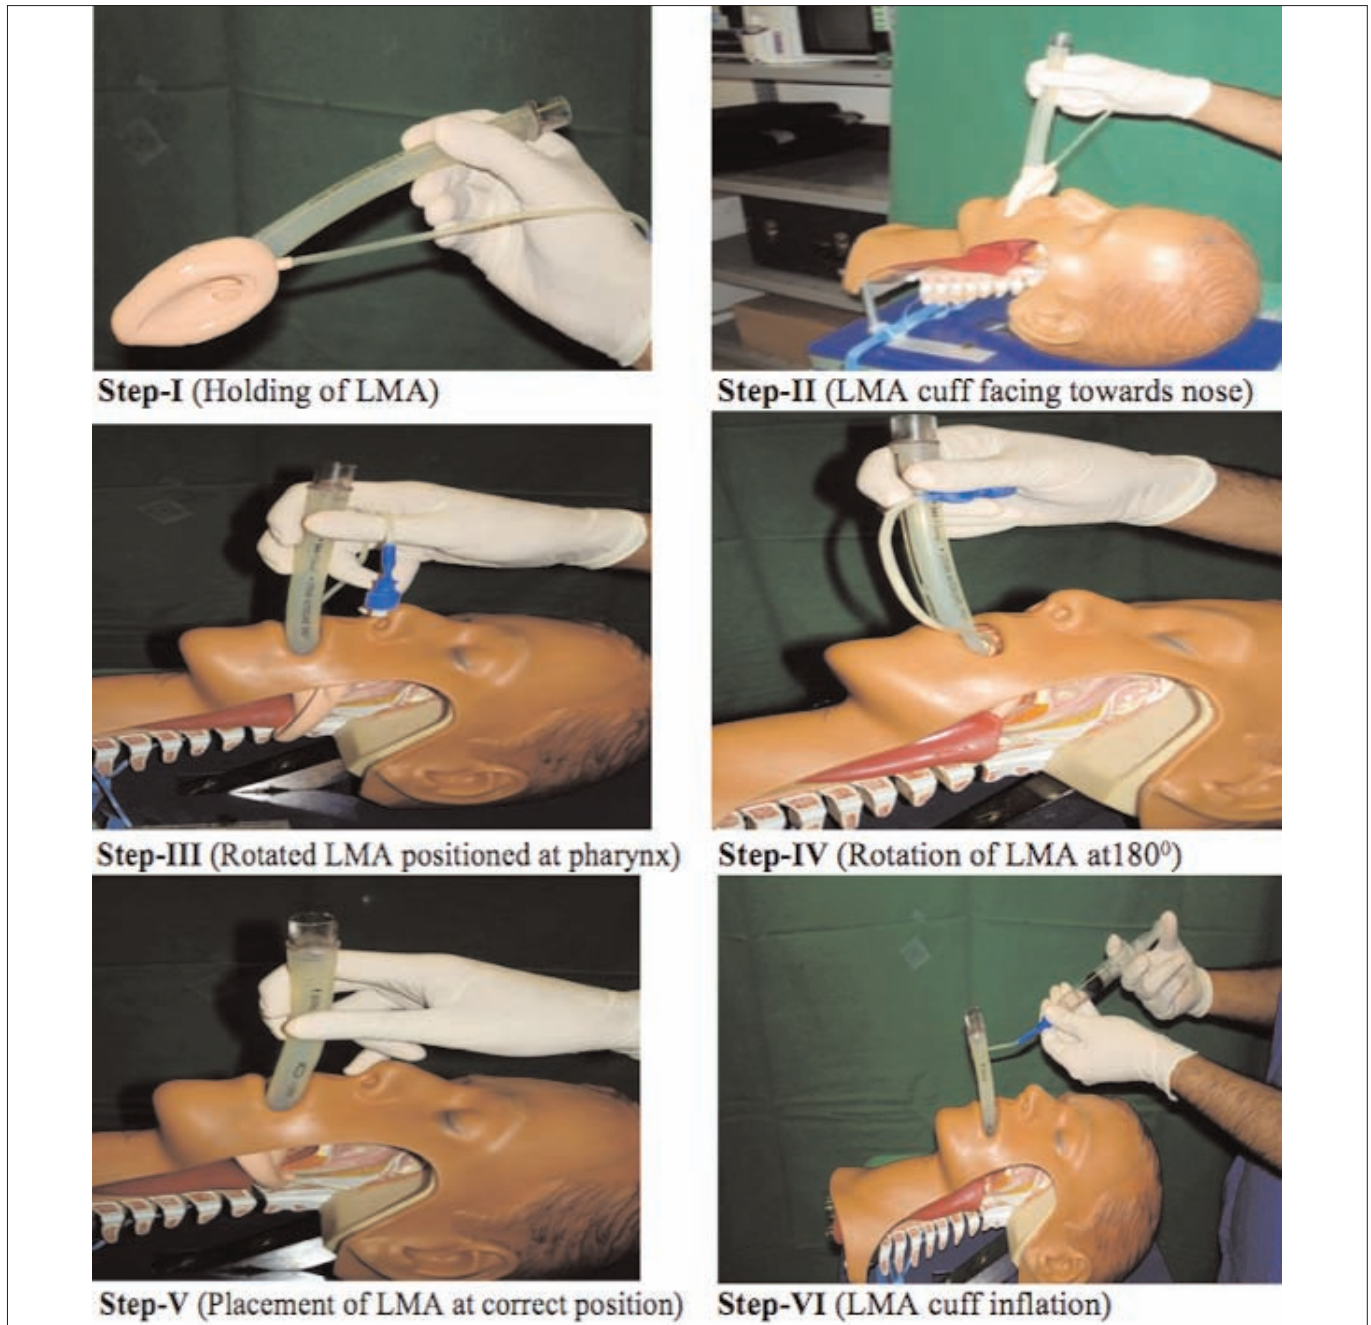 Step-I (Holding of LMA)
Step-II (LMA cuff facing towards nose)
Step-III (Rotated LMA positioned at pharynx)
Step-IV (Rotation of LMA at180⁰)
Step-V (Placement of LMA at correct position)
Step-VI (LMA cuff inflation)